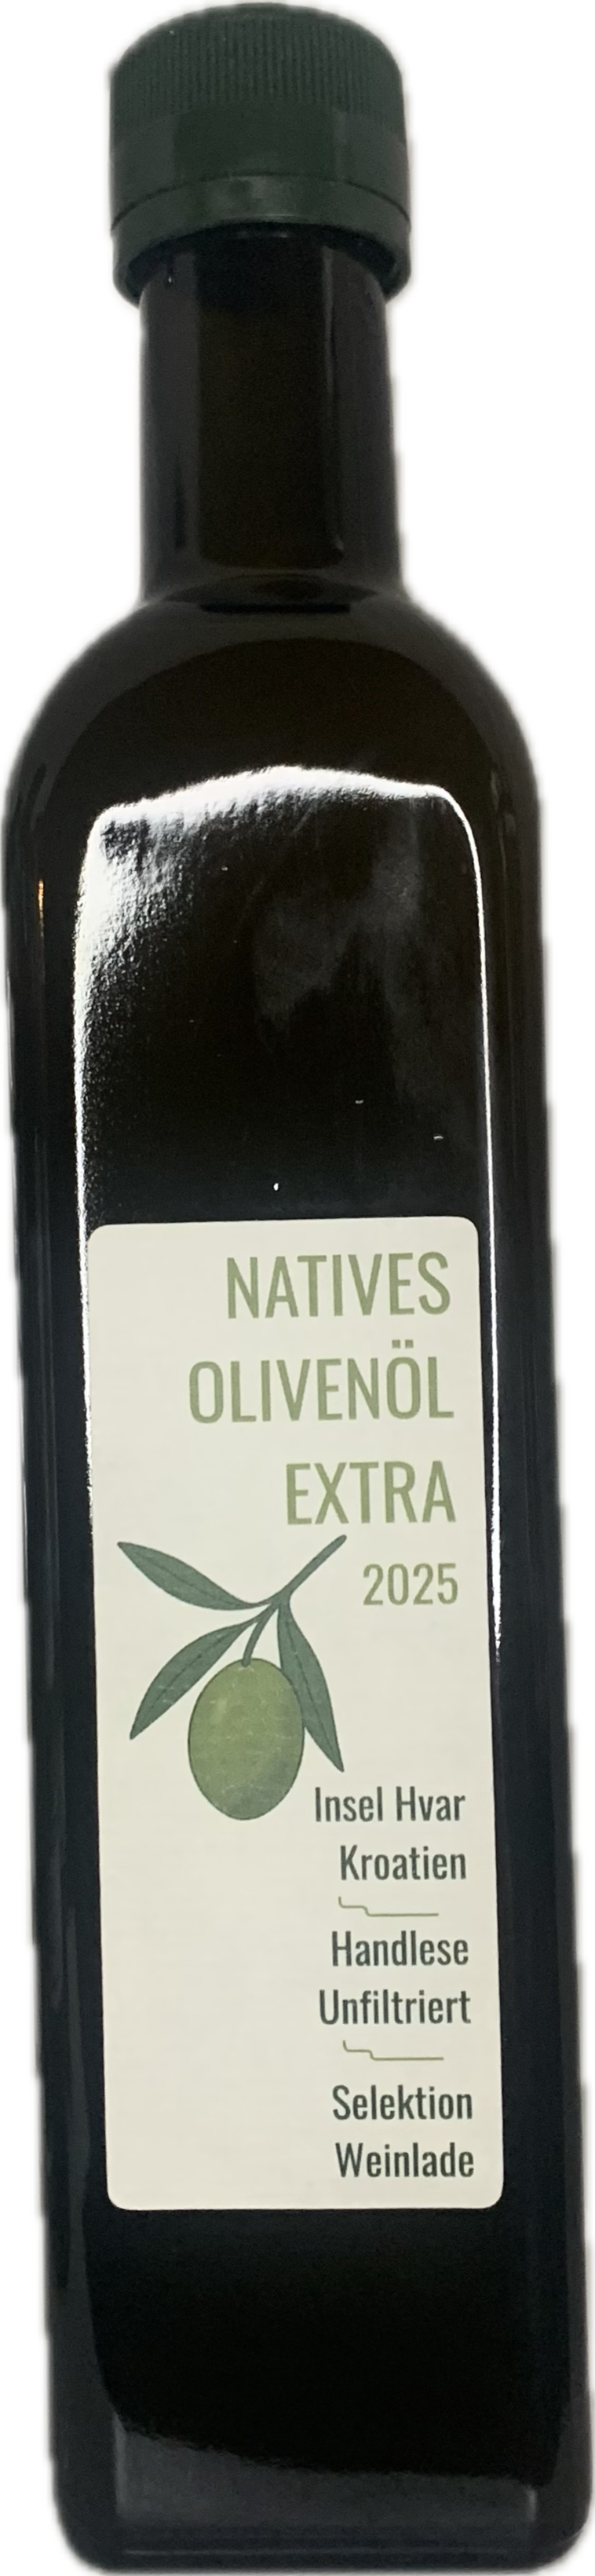 NATIVES
OLIVENÖL
EXTRA
2025
Insel Hvar
Kroatien
Handlese
Unfiltriert
Selektion
Weinlade